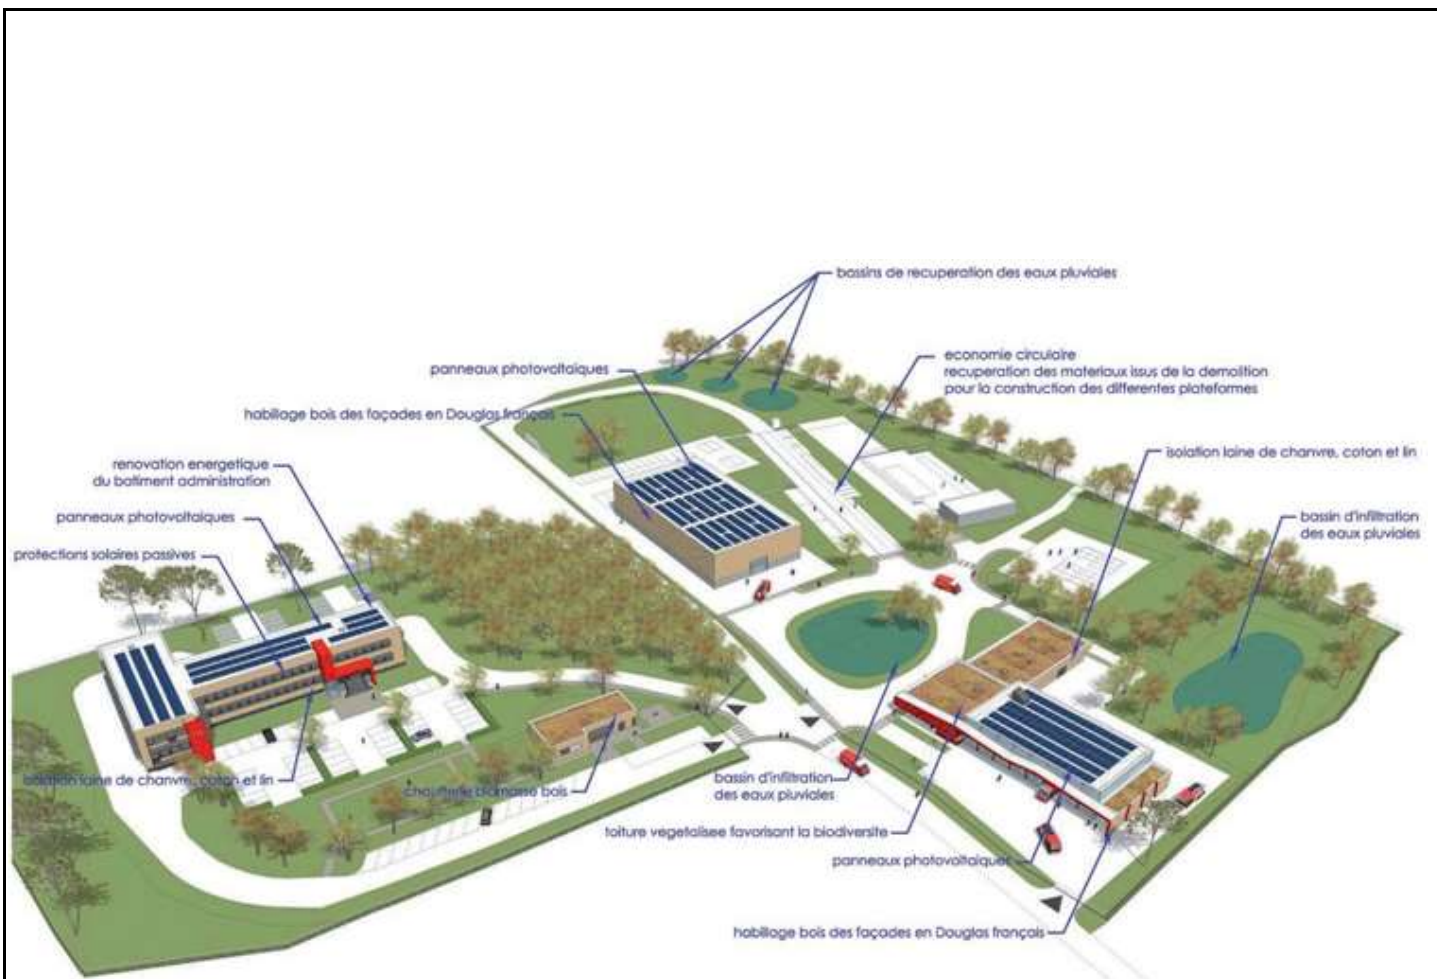 bassins de recuperation des eaux pluviales
economie circulaire
recuperation des materiaux issus de la demolition
pour la construction des differentes plateformes
panneaux photovoltaïques
habillage bois des façades en Douglas français
isolation laine de chanvre, coton et lin
renovation energetique
du batiment administration
panneaux photovoltaïques
protections solaires passives
bassin d'infiltration
des eaux pluviales
isolation laine de chanvre, coton et lin
chaufferie biomasse bois
bassin d'infiltration
des eaux pluviales
toiture vegetalisee favorisant la biodiversite
panneaux photovoltaïques
habillage bois des façades en Douglas français